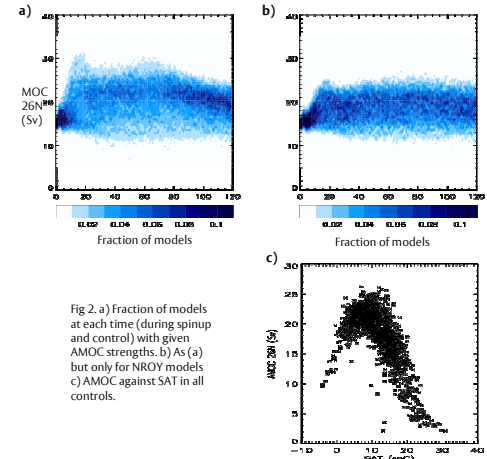 a)
b)
40
30
20
10
0
MOC
26N
(Sv)
0 20 40 60 80 100 120
0.02 0.04 0.06 0.08 0.1
Fraction of models
40
30
20
10
0
0 20 40 60 80 100 120
0.02 0.04 0.06 0.08 0.1
Fraction of models
c)
Fig 2. a) Fraction of models
at each time (during spinup
and control) with given
AMOC strengths. b) As (a)
but only for NROY models
c) AMOC against SAT in all
controls.
30
25
20
15
10
5
0
AMOC 26N (Sv)
-10 0 10 20 30 40
SAT (degC)